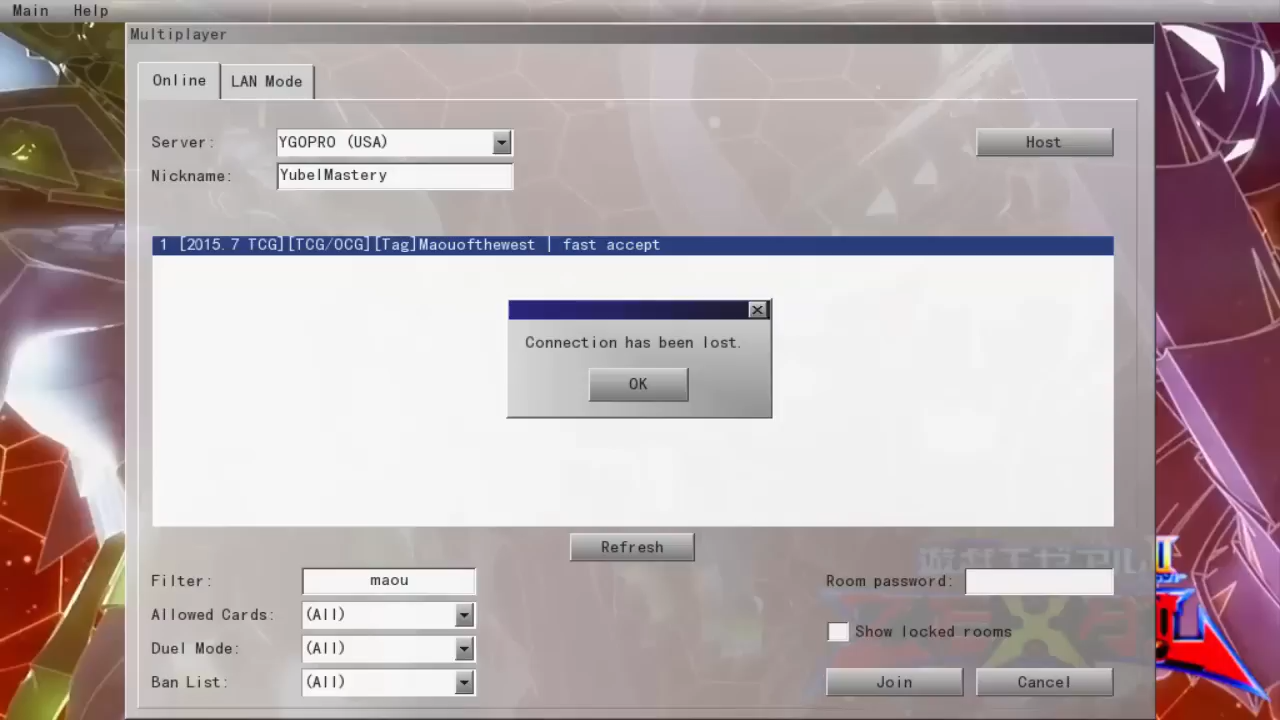 Main Help
Multiplayer
Online LAN Mode
Server: YGOPRO (USA) Host
Nickname: YubelMastery
1 [2015.7 TCG][TCG/OCG][Tag]Maouofthewest | fast accept
Connection has been lost.
OK
Refresh
Filter: maou Room password:
Allowed Cards: (All) Show locked rooms
Duel Mode: (All)
Ban List: (All) Join Cancel